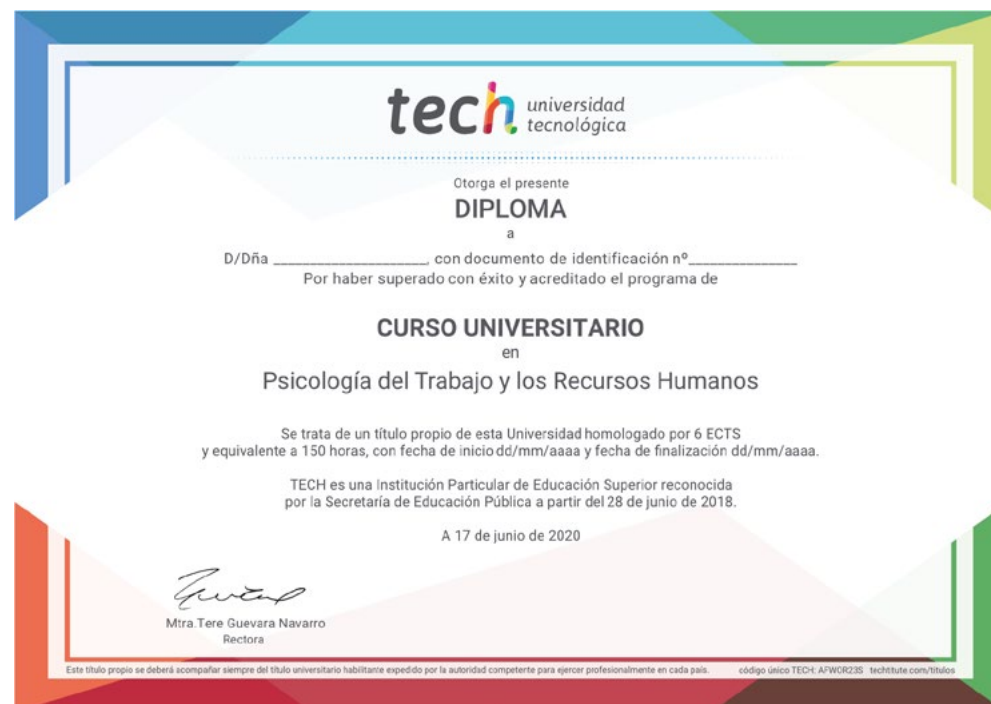 tech universidad
tecnológica
Otorga el presente
DIPLOMA
a
D/Dña ______________________, con documento de identificación nº_______________
Por haber superado con éxito y acreditado el programa de
CURSO UNIVERSITARIO
en
Psicología del Trabajo y los Recursos Humanos
Se trata de un título propio de esta Universidad homologado por 6 ECTS
y equivalente a 150 horas, con fecha de inicio dd/mm/aaaa y fecha de finalización dd/mm/aaaa.
TECH es una Institución Particular de Educación Superior reconocida
por la Secretaría de Educación Pública a partir del 28 de junio de 2018.
A 17 de junio de 2020
Mtra.Tere Guevara Navarro
Rectora
Este título propio se deberá acompañar siempre del título universitario habilitante expedido por la autoridad competente para ejercer profesionalmente en cada país. código único TECH: AFWOR23S techtitute.com/titulos